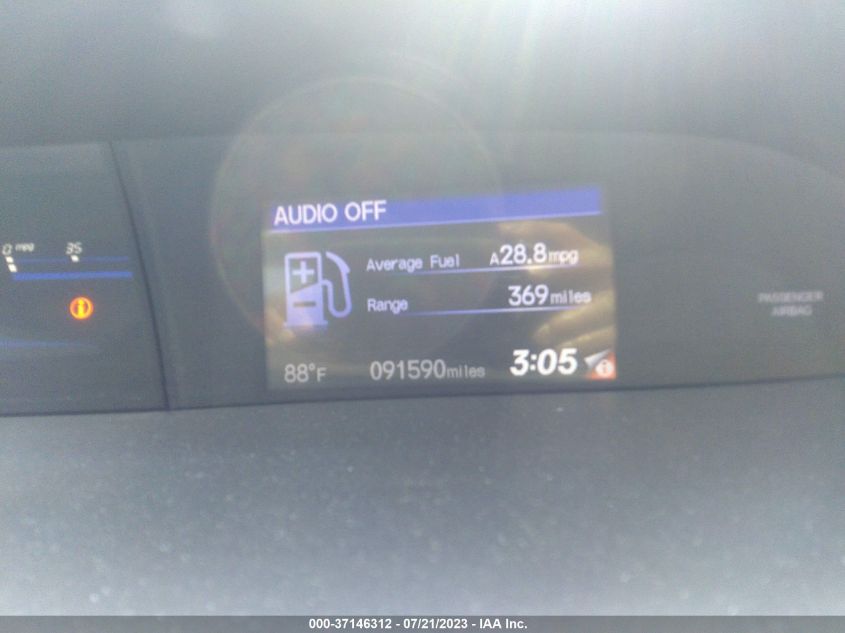 AUDIO OFF
0 mpg 35
Average Fuel A28.8mpg
Range 369miles
PASSENGER
AIRBAG
88°F 091590miles 3:05
000-37146312 - 07/21/2023 - IAA Inc.